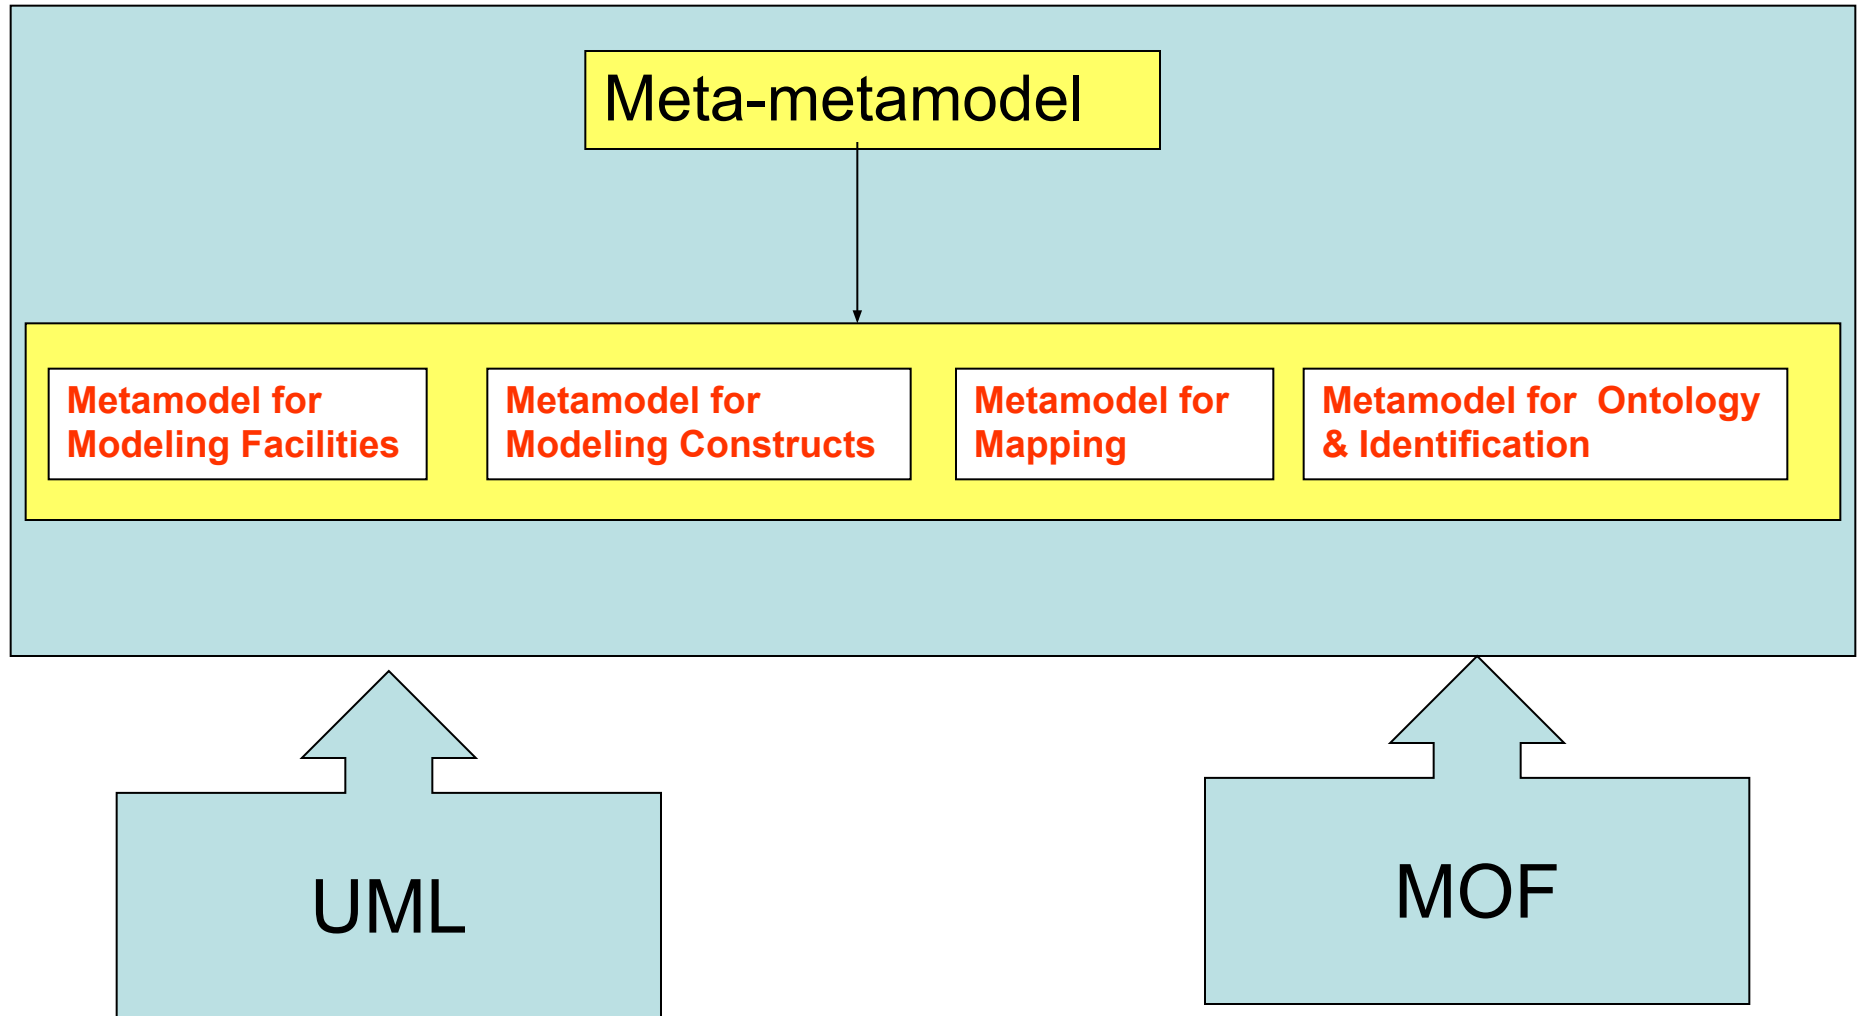 Meta-metamodel
Metamodel for
Modeling Facilities
Metamodel for
Modeling Constructs
Metamodel for
Mapping
Metamodel for Ontology
& Identification
UML
MOF